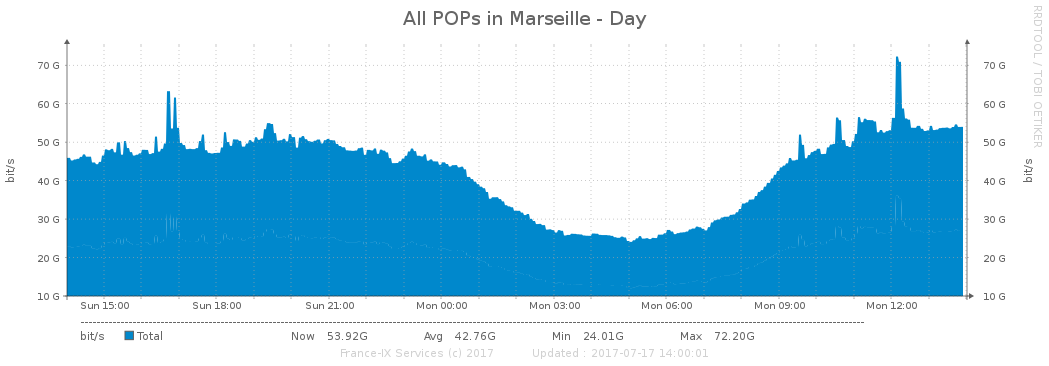 All POPs in Marseille - Day
RRDTOOL / TOBI OETIKER
bit/s
70 G 70 G
60 G 60 G
50 G 50 G
40 G 40 G
30 G 30 G
20 G 20 G
10 G 10 G
bit/s
Sun 15:00 Sun 18:00 Sun 21:00 Mon 00:00 Mon 03:00 Mon 06:00 Mon 09:00 Mon 12:00
bit/s Total Now 53.92G Avg 42.76G Min 24.01G Max 72.20G
France-IX Services (c) 2017 Updated : 2017-07-17 14:00:01